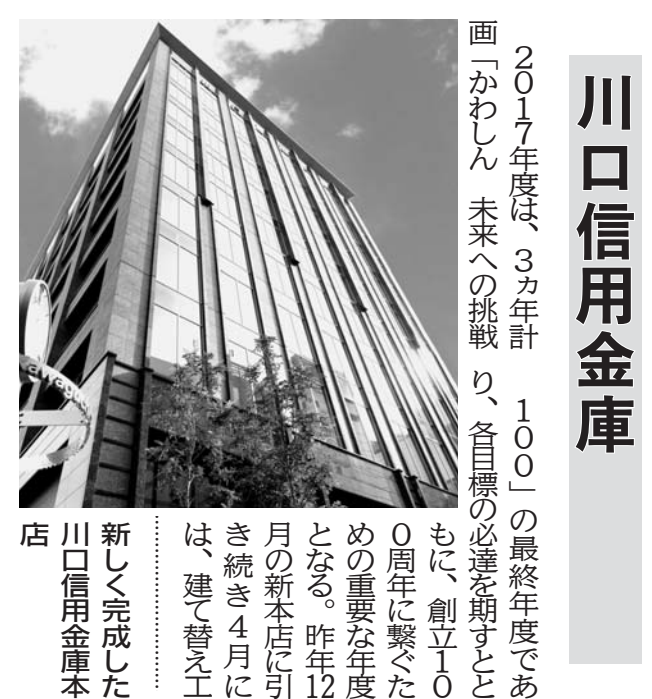 川口信用金庫
２０１７年度は、３ヵ年計
画「かわしん　未来への挑戦
１００」の最終年度であ
り、各目標の必達を期すとと
もに、創立１０
０周年に繋ぐた
めの重要な年度
となる。昨年12
月の新本店に引
き続き４月に
は、建て替え工
新しく完成した
川口信用金庫本
店